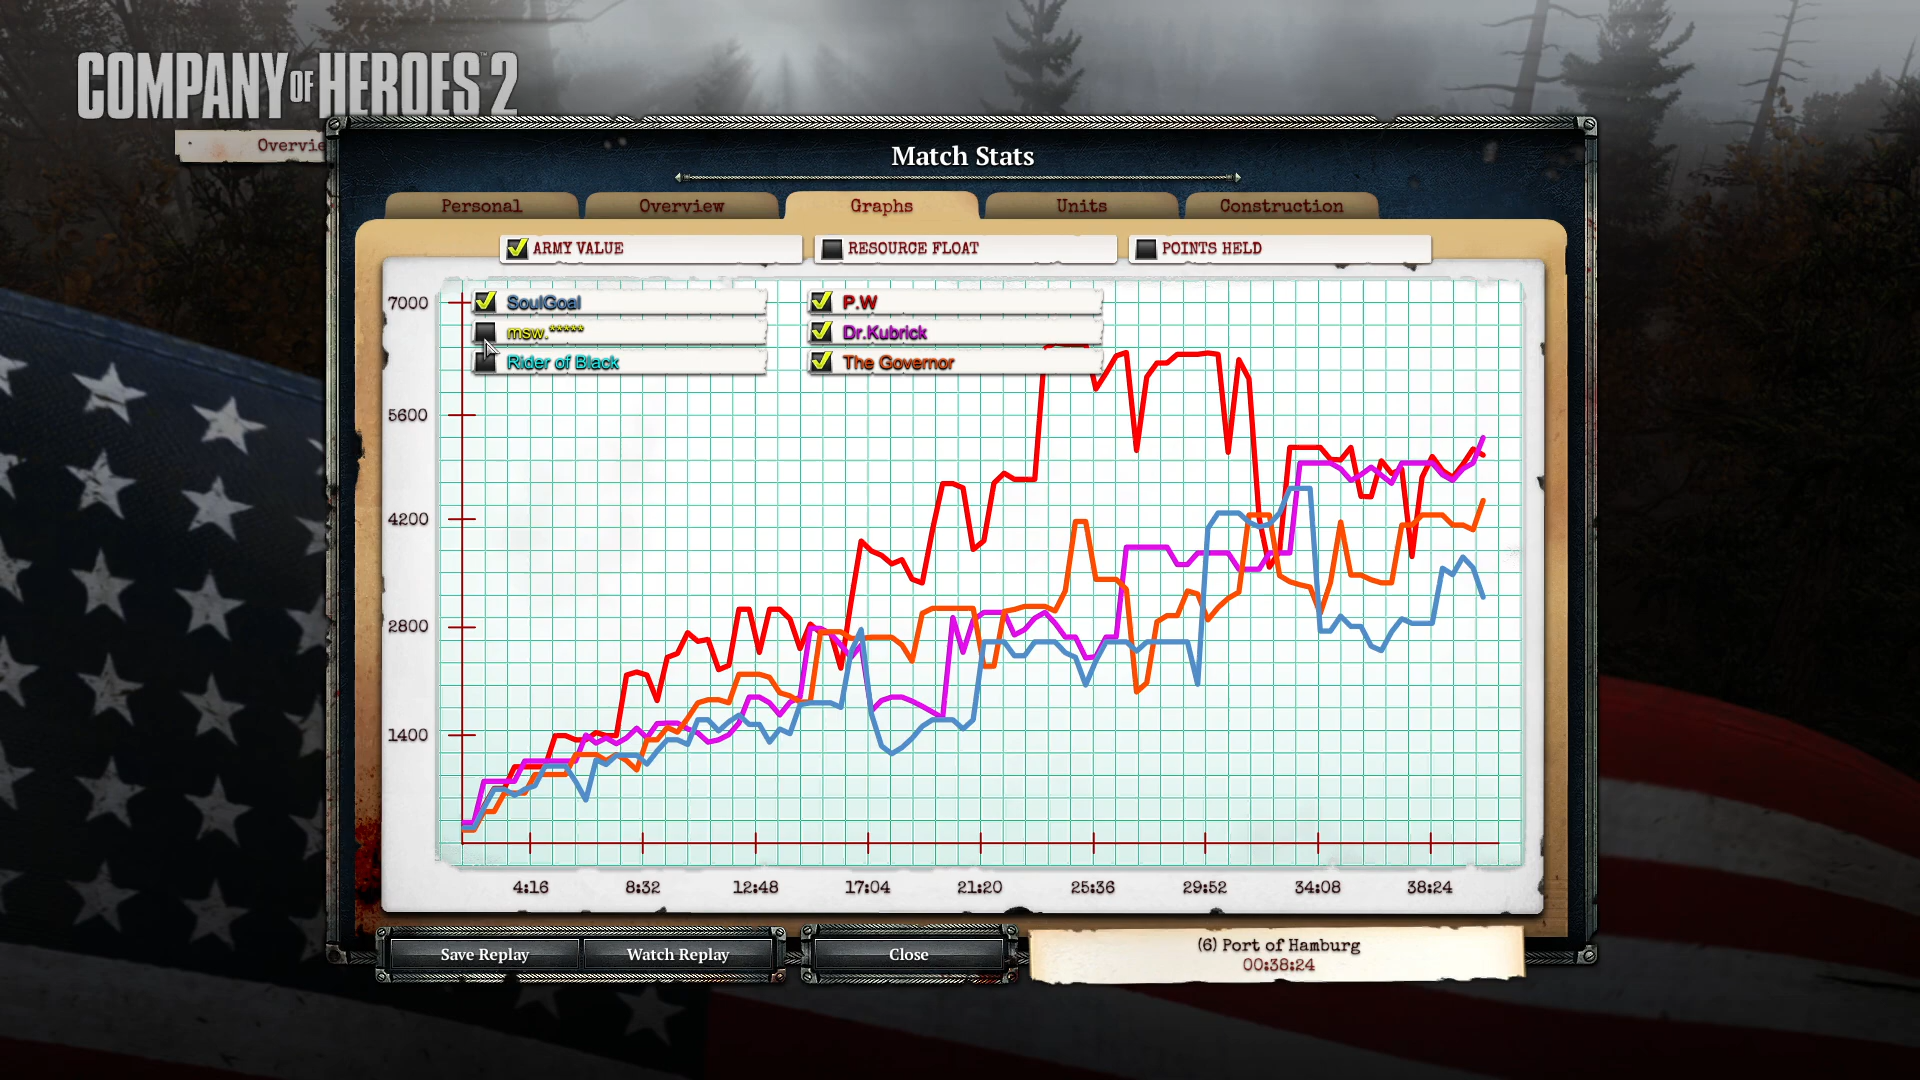 COMPANY OF HEROES 2
Overvie
Match Stats
Personal
Overview
Graphs
Units
Construction
ARMY VALUE
RESOURCE FLOAT
POINTS HELD
SoulGoal
P.W
msw.*****
Dr.Kubrick
Rider of Black
The Governor
7000
5600
4200
2800
1400
4:16
8:32
12:48
17:04
21:20
25:36
29:52
34:08
38:24
Save Replay
Watch Replay
Close
(6) Port of Hamburg
00:38:24